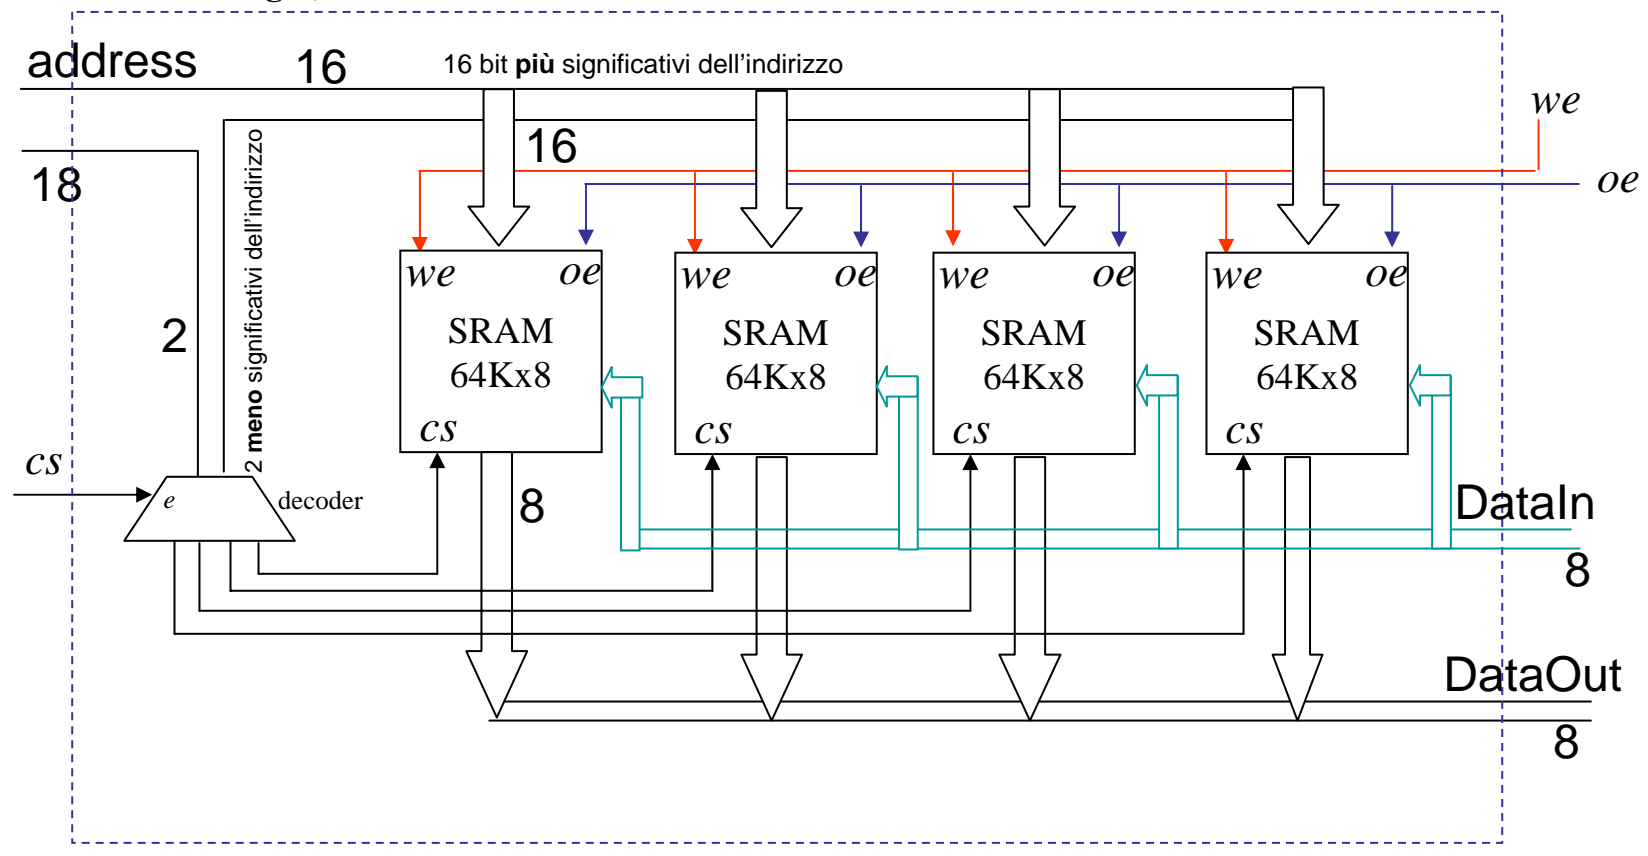 address
16
16 bit più significativi dell'indirizzo
we
18
16
oe
2 meno significativi dell'indirizzo
2
we
oe
we
oe
we
oe
we
oe
SRAM
64Kx8
SRAM
64Kx8
SRAM
64Kx8
SRAM
64Kx8
cs
cs
cs
cs
cs
e
decoder
8
DataIn
8
DataOut
8